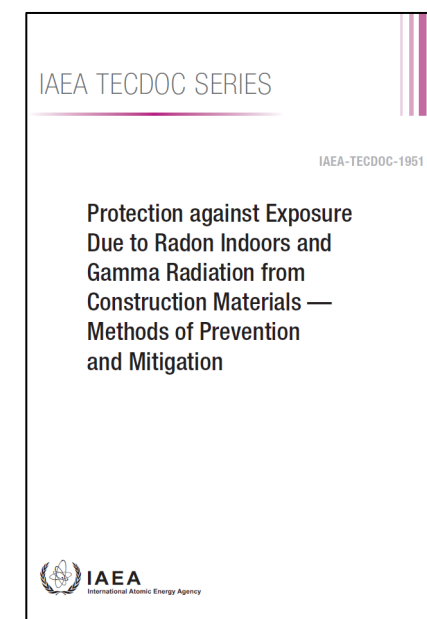 IAEA TECDOC SERIES
IAEA-TECDOC-1951
Protection against Exposure
Due to Radon Indoors and
Gamma Radiation from
Construction Materials —
Methods of Prevention
and Mitigation
IAEA
International Atomic Energy Agency